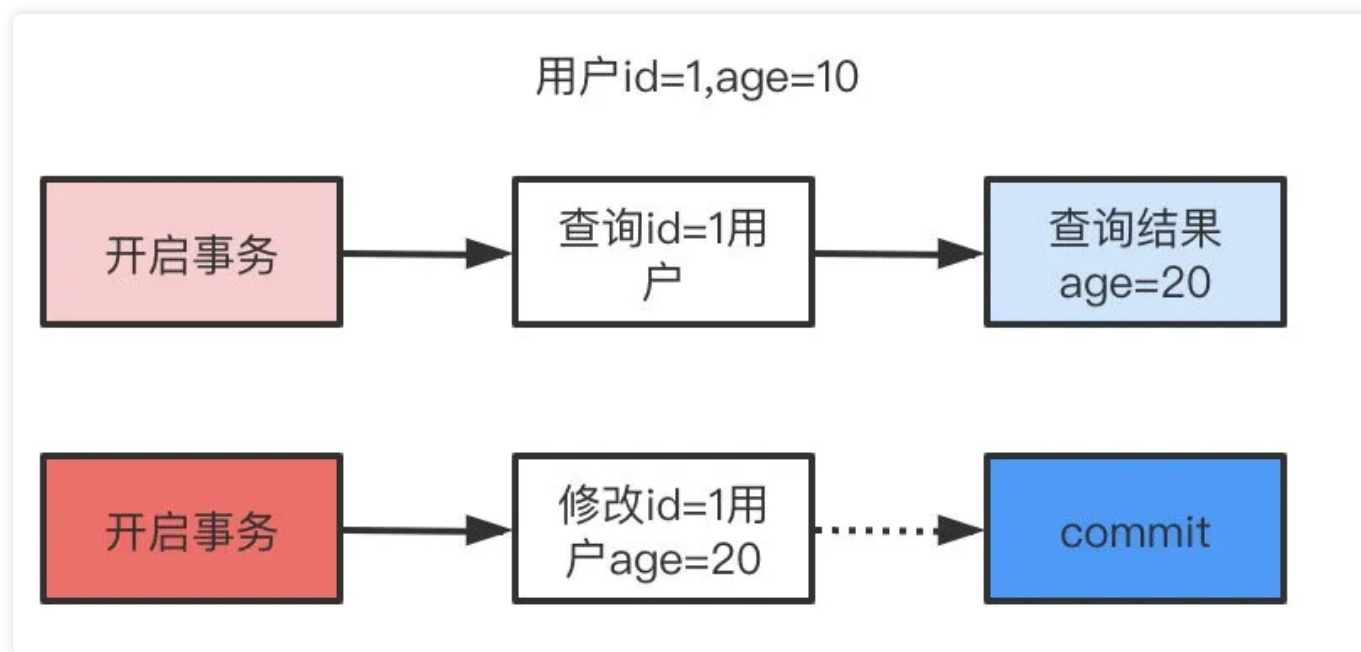 用户id=1,age=10
开启事务
查询id=1用
户
查询结果
age=20
开启事务
修改id=1用
户age=20
commit